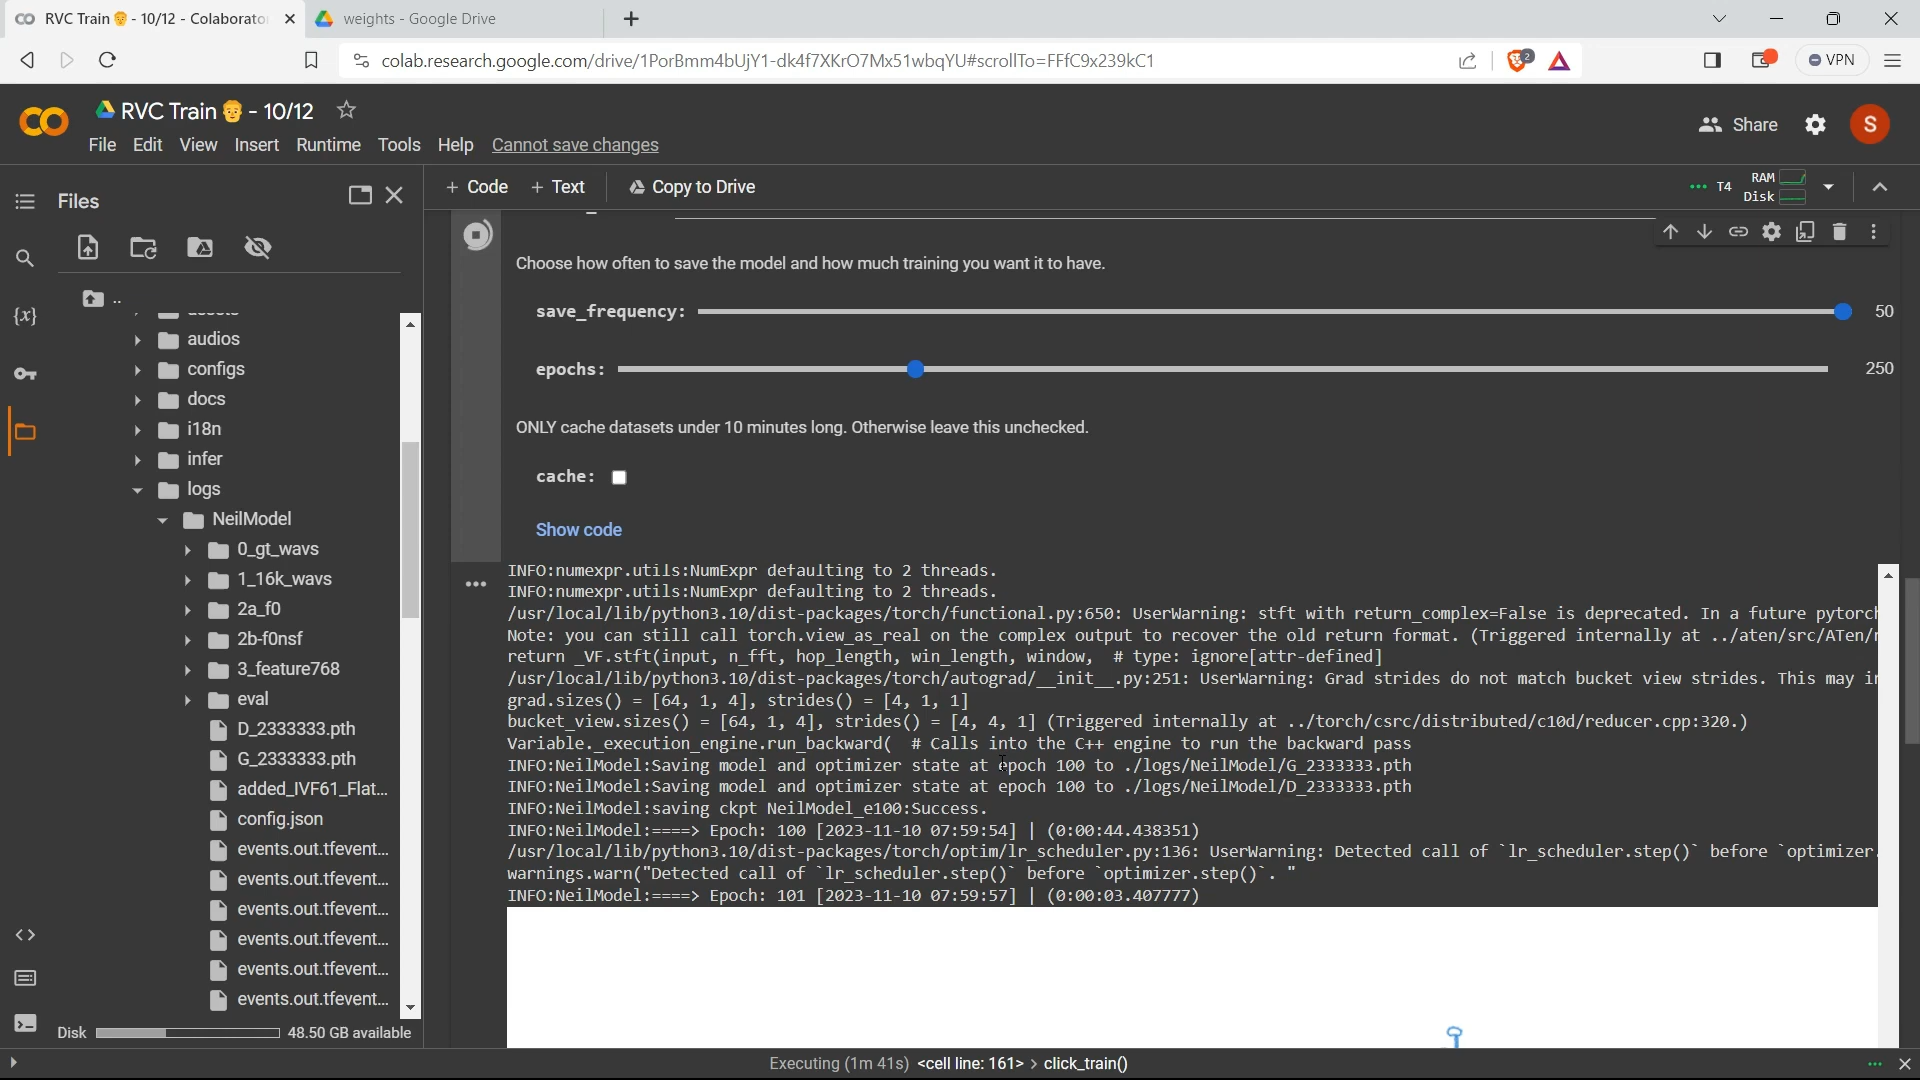 RVC Train - 10/12 - Colaborato
weights - Google Drive
colab.research.google.com/drive/1PorBmm4bUjY1-dk4f7XKrO7Mx51wbqYU#scrollTo=FFfC9x239kC1
2
VPN
RVC Train 👨‍🦳 - 10/12
File Edit View Insert Runtime Tools Help Cannot save changes
Share
S
Files
+ Code + Text Copy to Drive
T4 RAM
Disk
..
audios
configs
docs
i18n
infer
logs
NeilModel
0_gt_wavs
1_16k_wavs
2a_f0
2b-f0nsf
3_feature768
eval
D_2333333.pth
G_2333333.pth
added_IVF61_Flat...
config.json
events.out.tfevent...
events.out.tfevent...
events.out.tfevent...
events.out.tfevent...
events.out.tfevent...
events.out.tfevent...
Disk 48.50 GB available
Choose how often to save the model and how much training you want it to have.
save_frequency: 50
epochs: 250
ONLY cache datasets under 10 minutes long. Otherwise leave this unchecked.
cache:
Show code
INFO:numexpr.utils:NumExpr defaulting to 2 threads.
INFO:numexpr.utils:NumExpr defaulting to 2 threads.
/usr/local/lib/python3.10/dist-packages/torch/functional.py:650: UserWarning: stft with return_complex=False is deprecated. In a future pytorch
Note: you can still call torch.view_as_real on the complex output to recover the old return format. (Triggered internally at ../aten/src/ATen/
return _VF.stft(input, n_fft, hop_length, win_length, window,  # type: ignore[attr-defined]
/usr/local/lib/python3.10/dist-packages/torch/autograd/__init__.py:251: UserWarning: Grad strides do not match bucket view strides. This may
grad.sizes() = [64, 1, 4], strides() = [4, 1, 1]
bucket_view.sizes() = [64, 1, 4], strides() = [4, 4, 1] (Triggered internally at ../torch/csrc/distributed/c10d/reducer.cpp:320.)
Variable._execution_engine.run_backward(  # Calls into the C++ engine to run the backward pass
INFO:NeilModel:Saving model and optimizer state at epoch 100 to ./logs/NeilModel/G_2333333.pth
INFO:NeilModel:Saving model and optimizer state at epoch 100 to ./logs/NeilModel/D_2333333.pth
INFO:NeilModel:saving ckpt NeilModel_e100:Success.
INFO:NeilModel:====> Epoch: 100 [2023-11-10 07:59:54] | (0:00:44.438351)
/usr/local/lib/python3.10/dist-packages/torch/optim/lr_scheduler.py:136: UserWarning: Detected call of `lr_scheduler.step()` before `optimizer.
warnings.warn("Detected call of `lr_scheduler.step()` before `optimizer.step()`. "
INFO:NeilModel:====> Epoch: 101 [2023-11-10 07:59:57] | (0:00:03.407777)
Executing (1m 41s) <cell line: 161> > click_train()